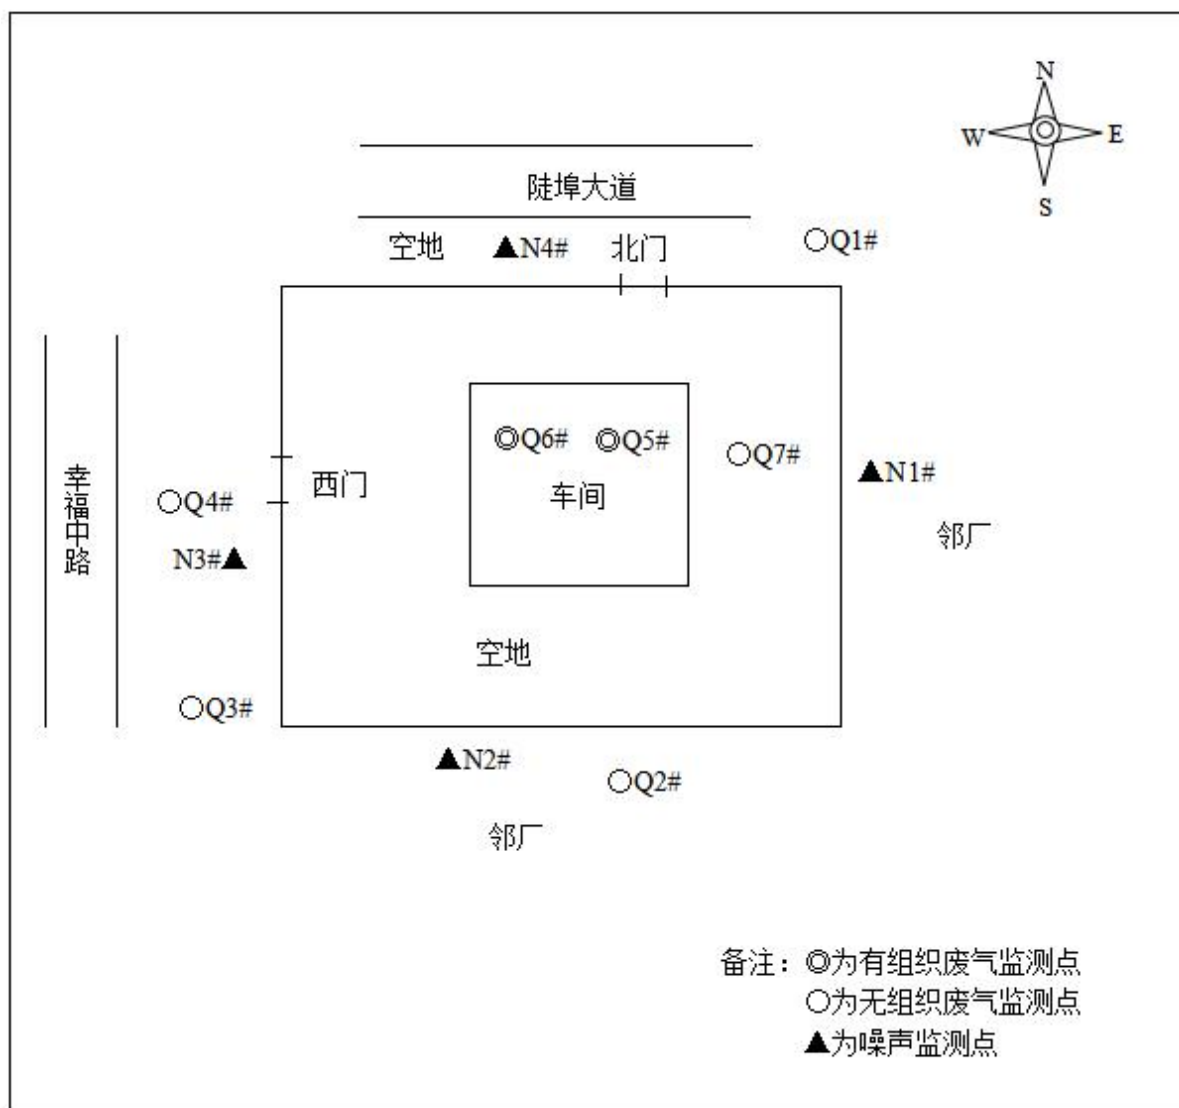 N
W
E
S
陡埠大道
空地
▲N4#
北门
○Q1#
◎Q6#
◎Q5#
○Q7#
▲N1#
幸福中路
○Q4#
西门
车间
N3#▲
邻厂
空地
○Q3#
▲N2#
○Q2#
邻厂
备注：◎为有组织废气监测点
○为无组织废气监测点
▲为噪声监测点